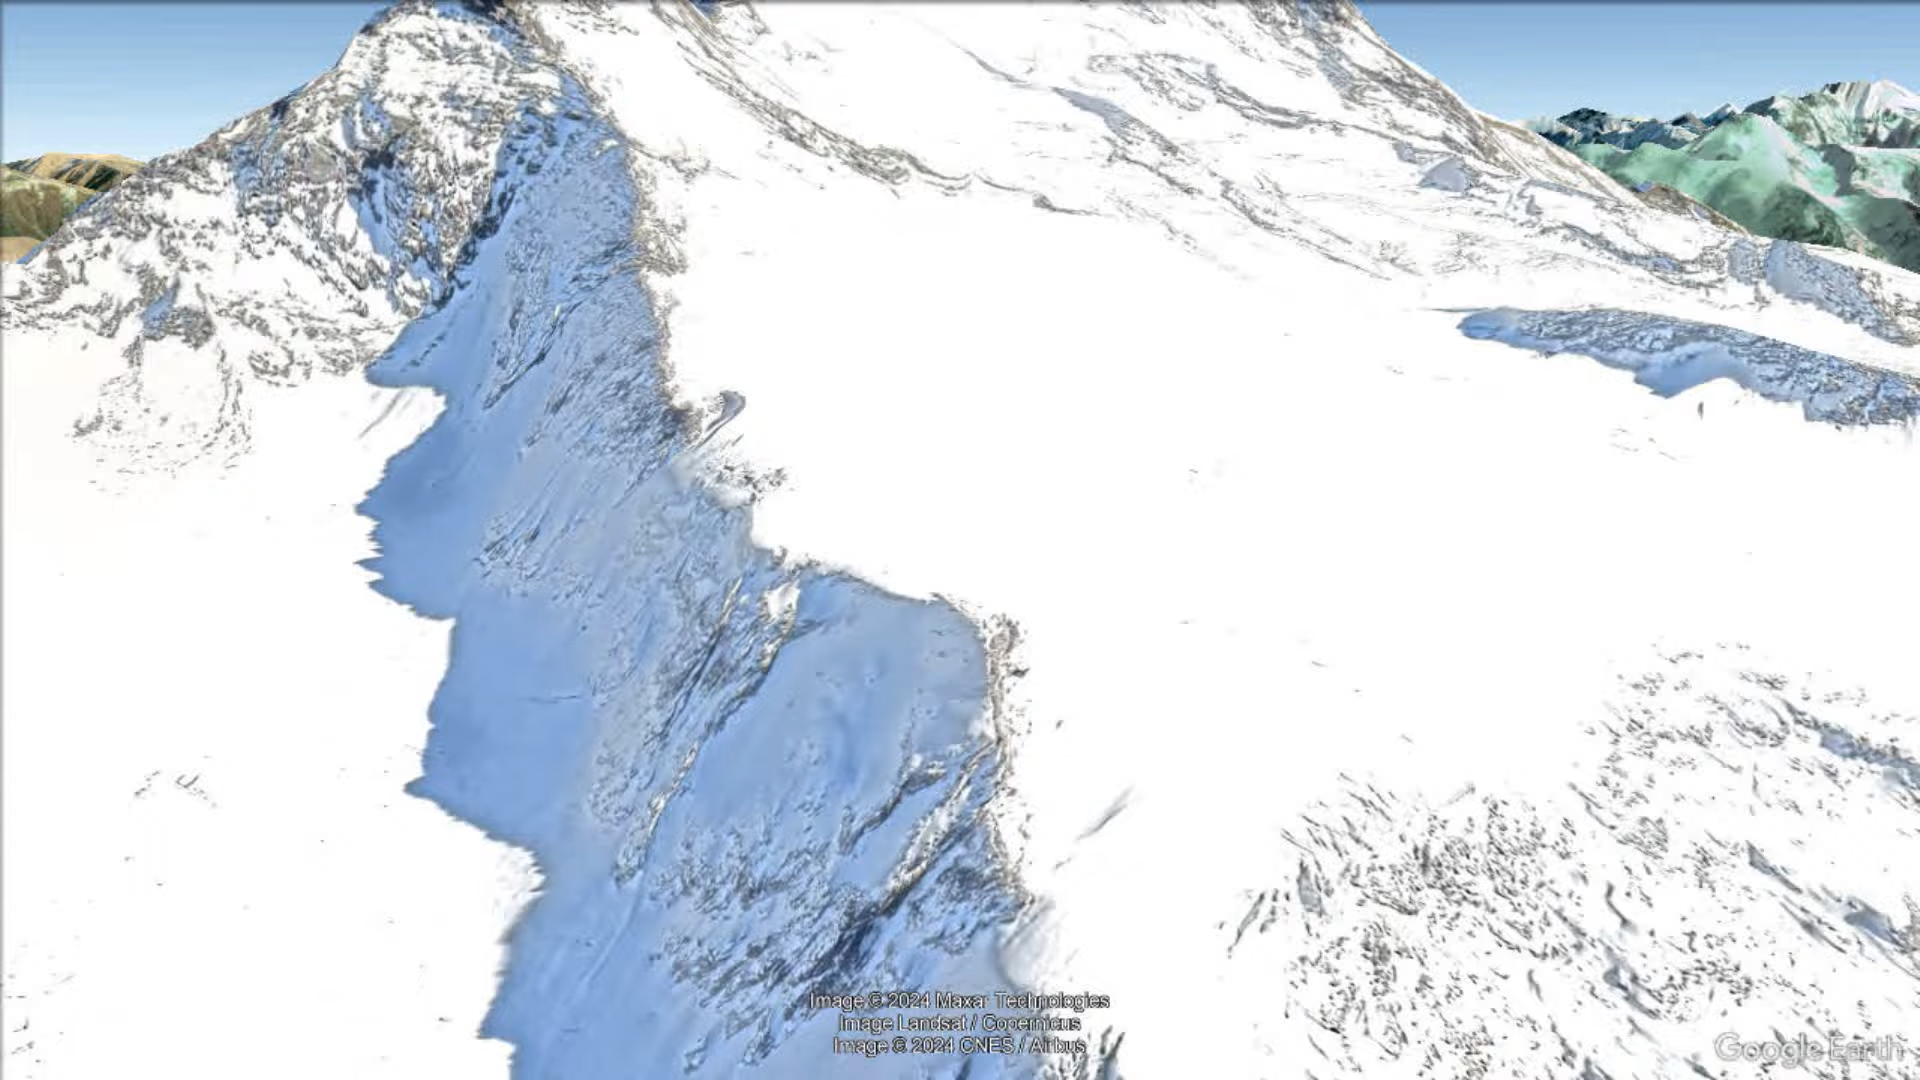 Image © 2024 Maxar Technologies
Image Landsat / Copernicus
Image © 2024 CNES / Airbus
Google Earth